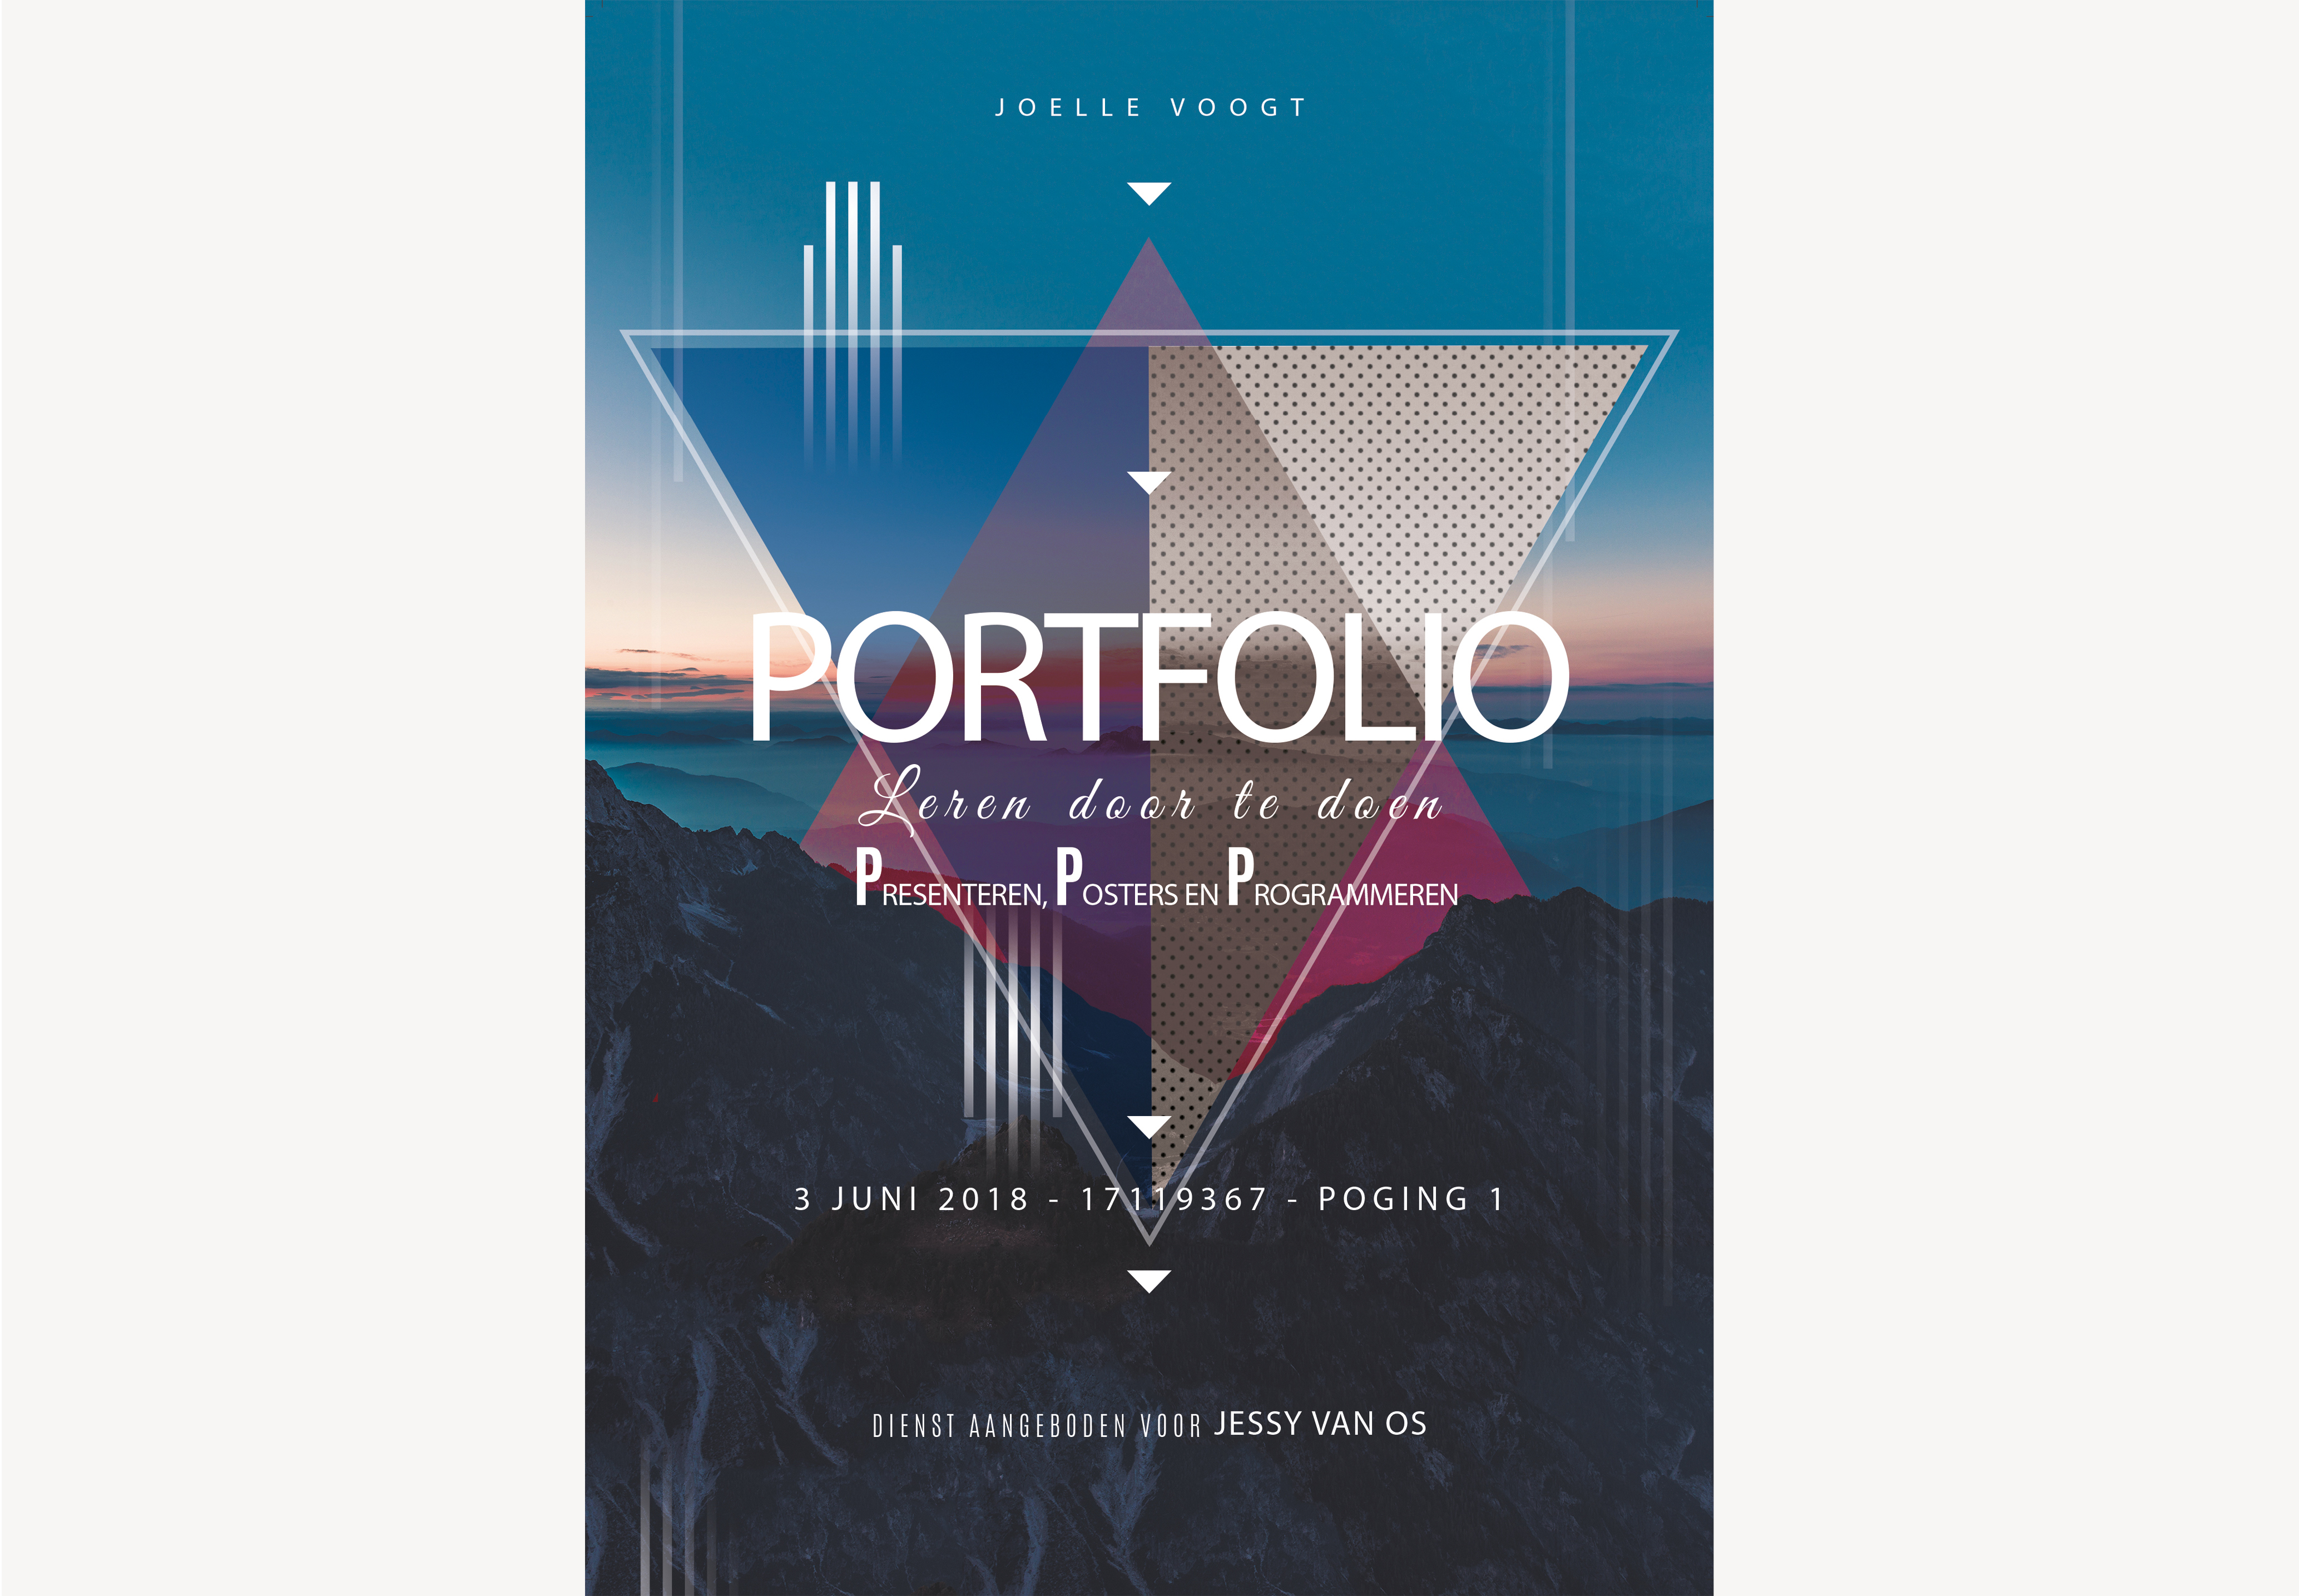 JOELLE VOOGT
PORTFOLIO
Leren door te doen
PRESENTEREN, POSTERS EN PROGRAMMEREN
3 JUNI 2018 - 17119367 - POGING 1
DIENST AANGEBODEN VOOR JESSY VAN OS